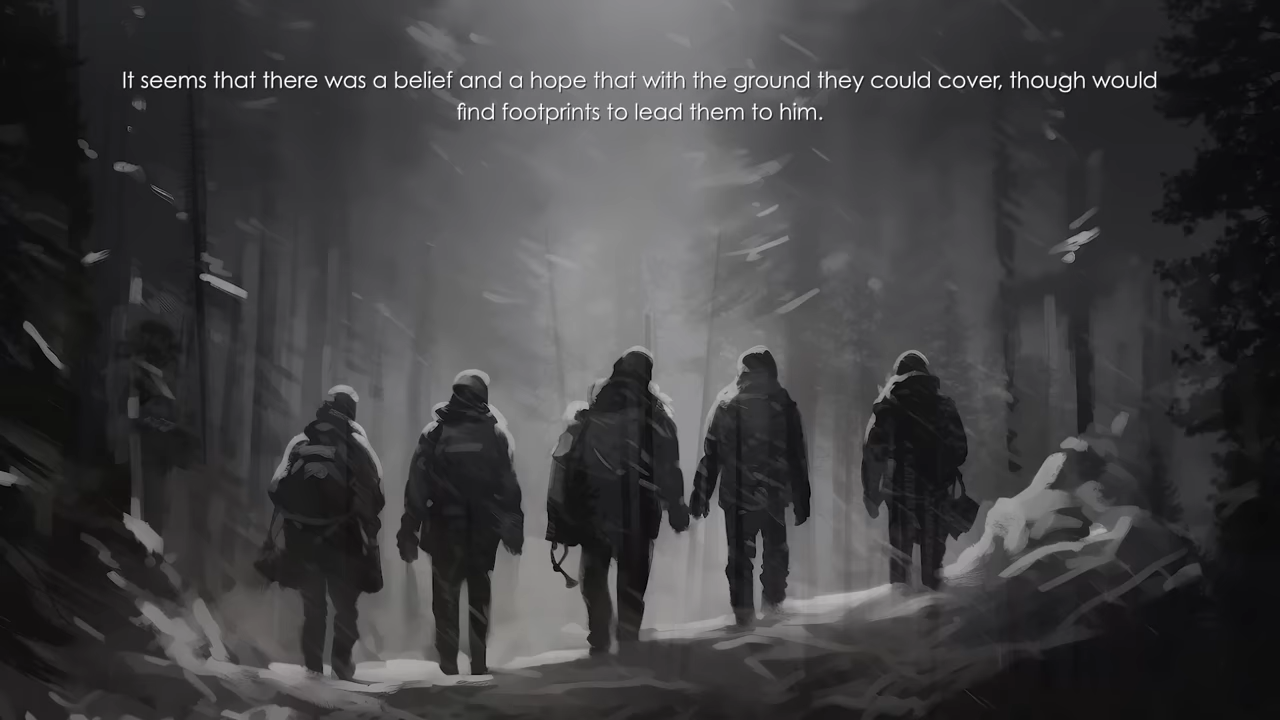 It seems that there was a belief and a hope that with the ground they could cover, though would
find footprints to lead them to him.